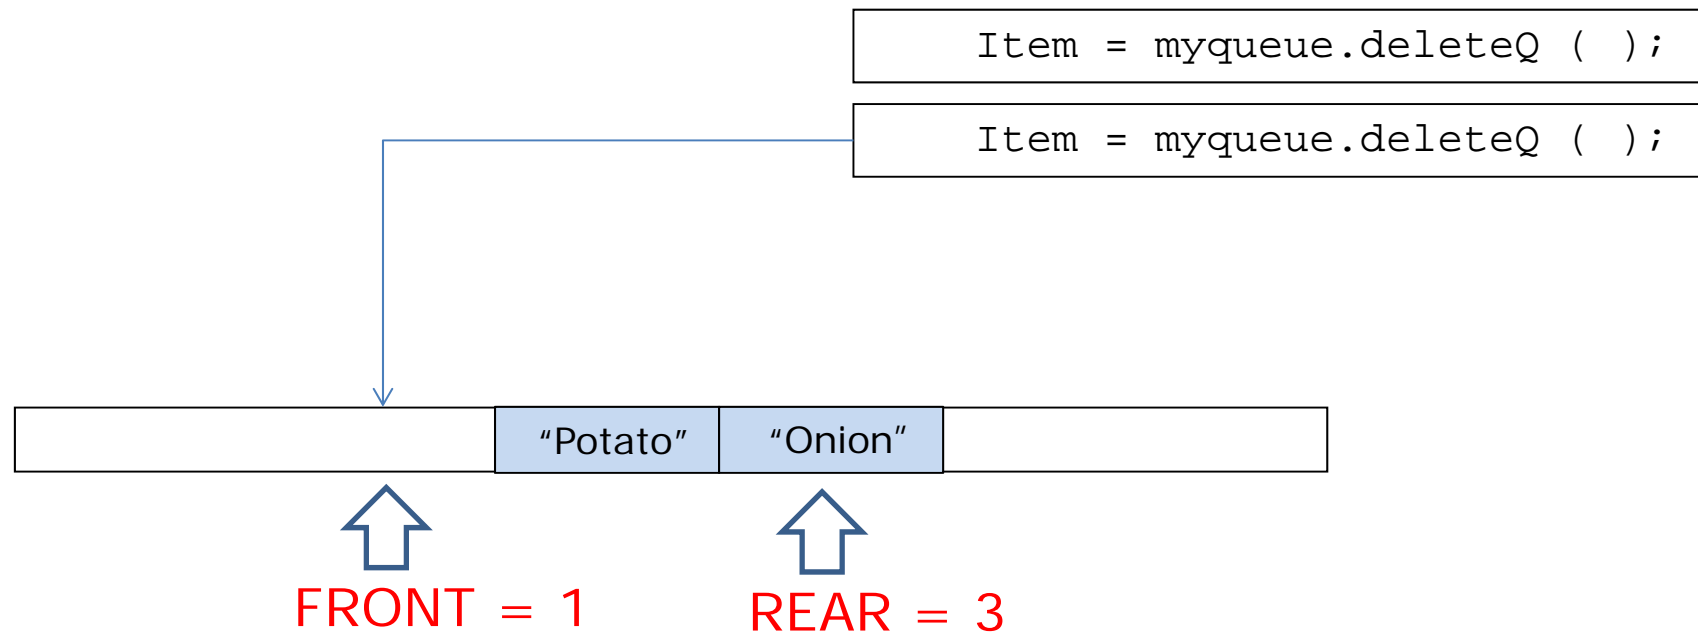 Item = myqueue.deleteQ ( );
Item = myqueue.deleteQ ( );
“Potato” “Onion”
FRONT = 1 REAR = 3